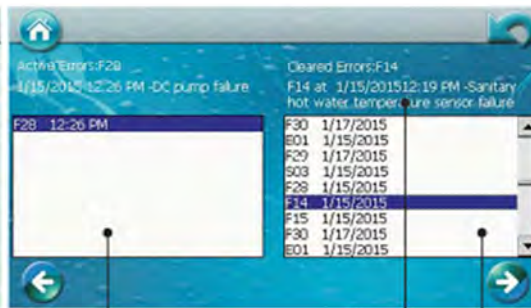 Active Errors:F28
1/15/2015 12:26 PM -DC pump failure
F28 12:26 PM
Cleared Errors:F14
F14 at 1/15/201512:19 PM -Sanitary
hot water temperature sensor failure
F30 1/17/2015
E01 1/15/2015
F29 1/17/2015
S03 1/15/2015
F28 1/15/2015
F14 1/15/2015
F15 1/15/2015
F30 1/17/2015
E01 1/15/2015